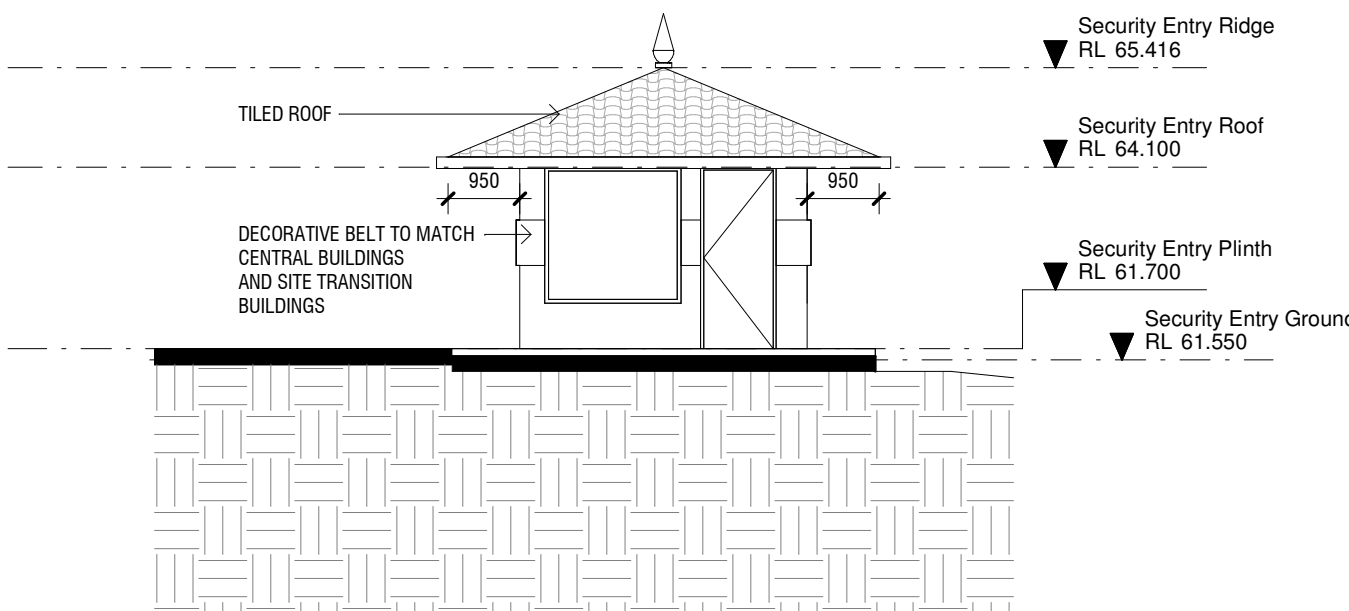 Security Entry Ridge
RL 65.416
TILED ROOF
Security Entry Roof
RL 64.100
950
950
DECORATIVE BELT TO MATCH
CENTRAL BUILDINGS
AND SITE TRANSITION
BUILDINGS
Security Entry Plinth
RL 61.700
Security Entry Ground
RL 61.550